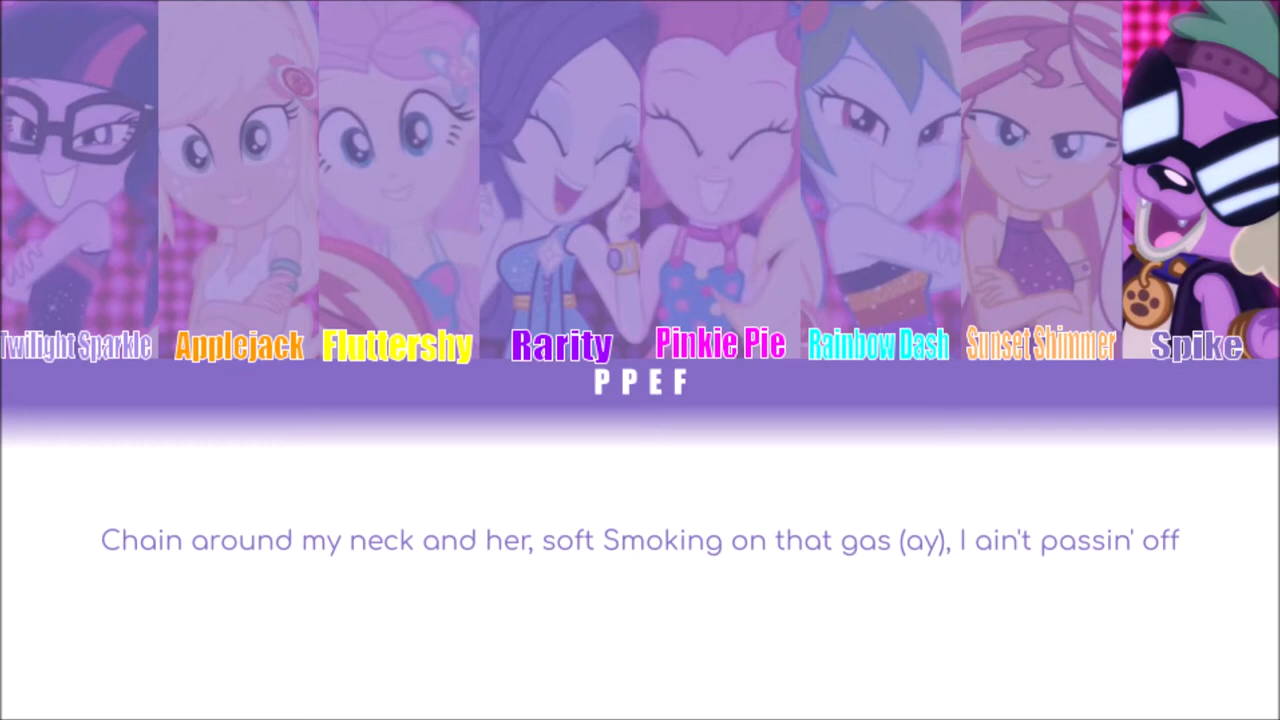 Twilight Sparkle Applejack Fluttershy Rarity Pinkie Pie Rainbow Dash Sunset Shimmer Spike
PPEF
Chain around my neck and her, soft Smoking on that gas (ay), I ain't passin' off